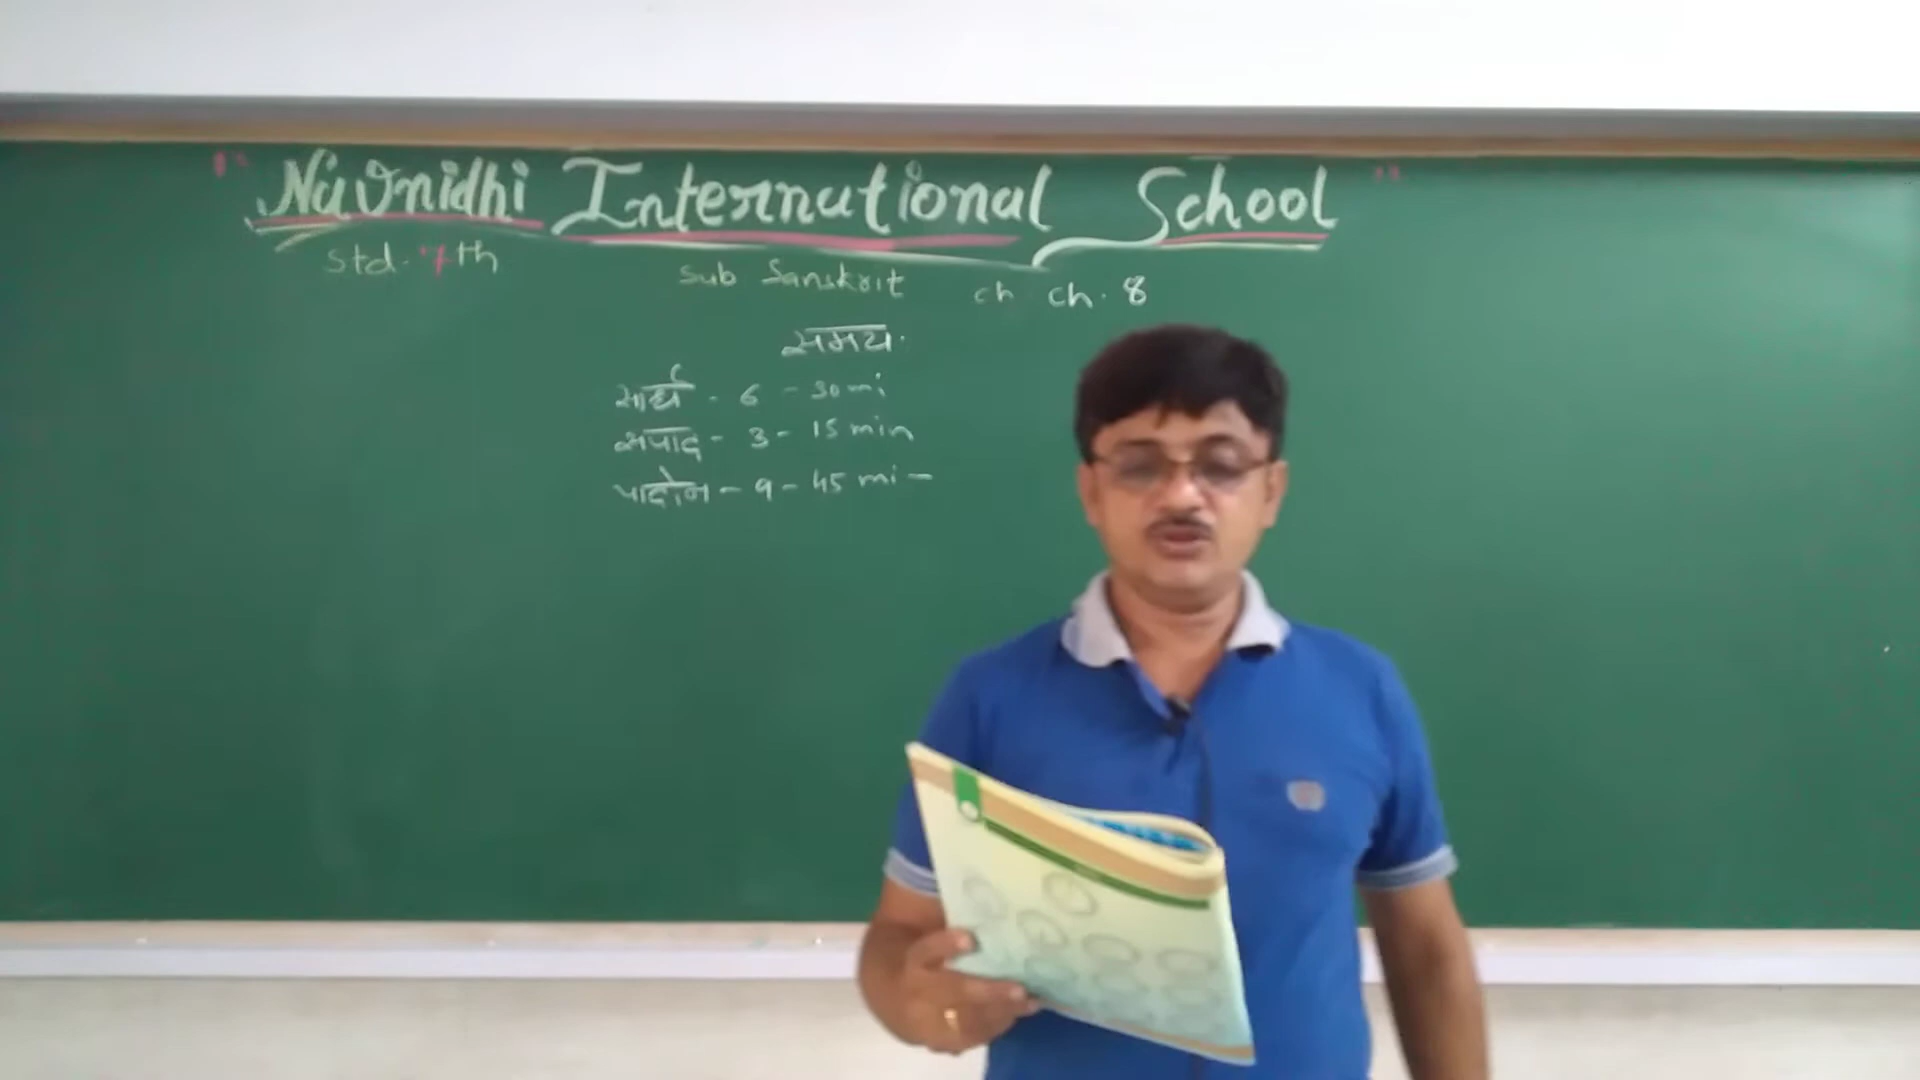 " Navnidhi International School "
Std. 7th
Sub Sanskrit ch ch. 8
समय.
सार्ध - 6 - 30 mi
सपाद - 3 - 15 min
पादोन - 9 - 45 mi -